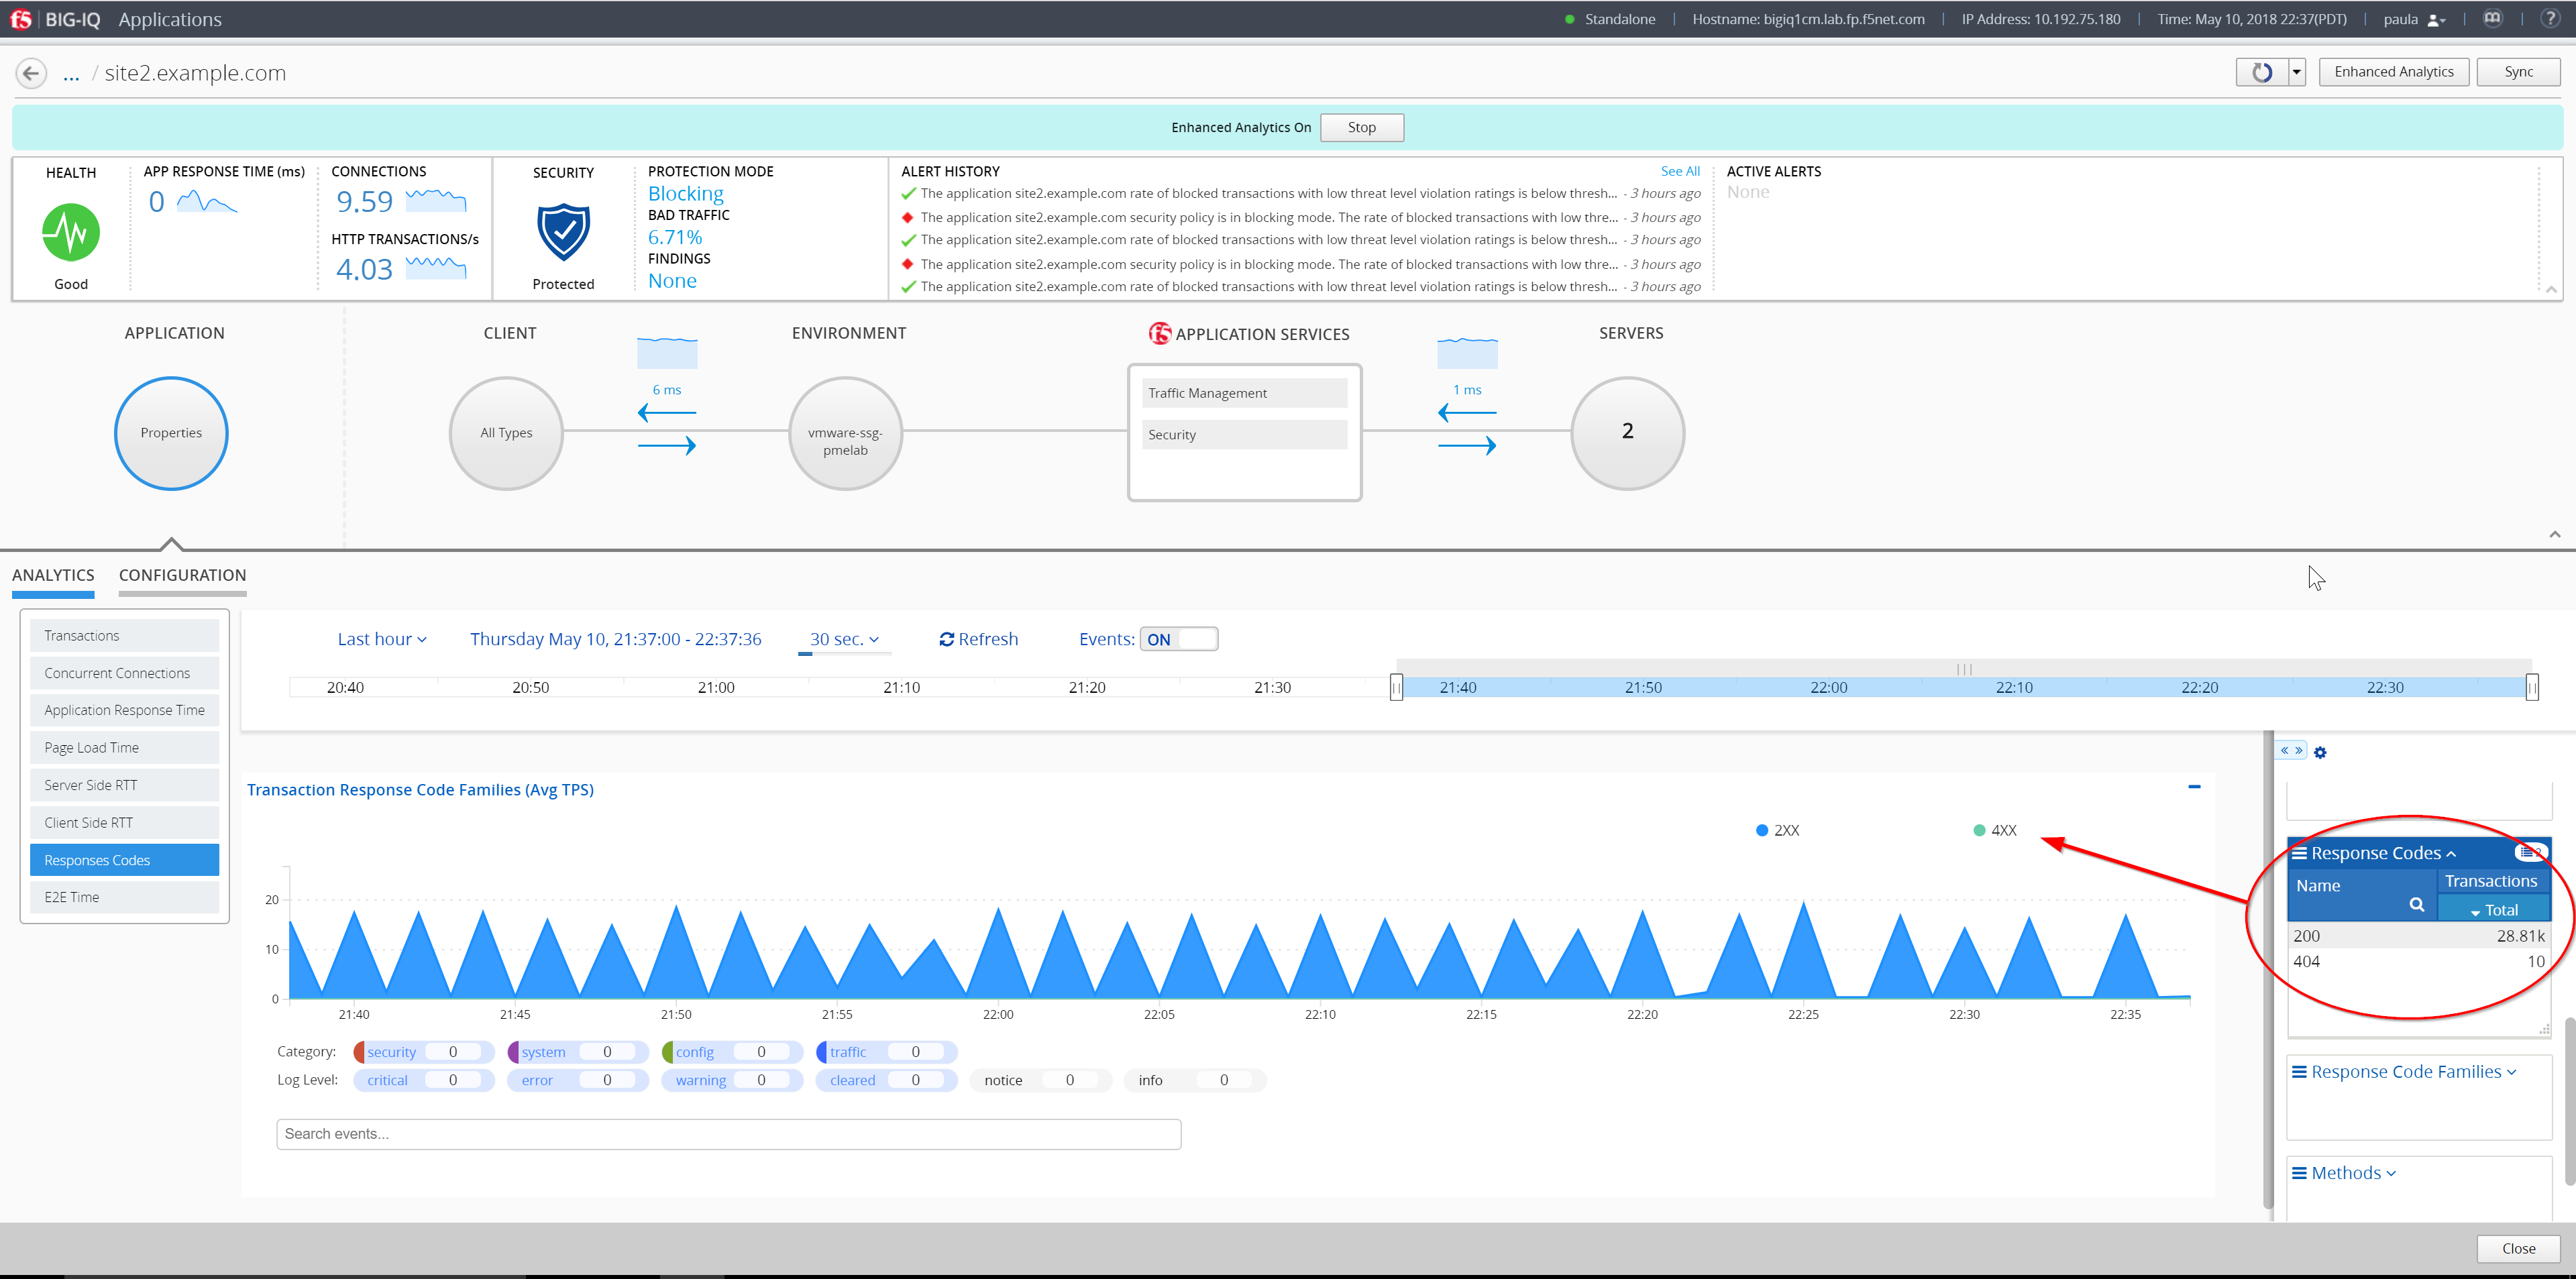 f5 BIG-IQ Applications Standalone Hostname: bigiq1cm.lab.fp.f5net.com IP Address: 10.192.75.180 Time: May 10, 2018 22:37(PDT) paula ?
... / site2.example.com Enhanced Analytics Sync
Enhanced Analytics On Stop
HEALTH
Good
APP RESPONSE TIME (ms)
0
CONNECTIONS
9.59
HTTP TRANSACTIONS/s
4.03
SECURITY
Protected
PROTECTION MODE
Blocking
BAD TRAFFIC
6.71%
FINDINGS
None
ALERT HISTORY See All
The application site2.example.com rate of blocked transactions with low threat level violation ratings is below thresh... - 3 hours ago
The application site2.example.com security policy is in blocking mode. The rate of blocked transactions with low thre... - 3 hours ago
The application site2.example.com rate of blocked transactions with low threat level violation ratings is below thresh... - 3 hours ago
The application site2.example.com security policy is in blocking mode. The rate of blocked transactions with low thre... - 3 hours ago
The application site2.example.com rate of blocked transactions with low threat level violation ratings is below thresh... - 3 hours ago
ACTIVE ALERTS
None
APPLICATION
Properties
CLIENT
All Types
6 ms
ENVIRONMENT
vmware-ssg-
pmelab
f5 APPLICATION SERVICES
Traffic Management
Security
1 ms
SERVERS
2
ANALYTICS CONFIGURATION
Transactions
Concurrent Connections
Application Response Time
Page Load Time
Server Side RTT
Client Side RTT
Responses Codes
E2E Time
Last hour Thursday May 10, 21:37:00 - 22:37:36 30 sec. Refresh Events: ON
20:40 20:50 21:00 21:10 21:20 21:30 21:40 21:50 22:00 22:10 22:20 22:30
Transaction Response Code Families (Avg TPS)
2XX 4XX
20
10
0
21:40 21:45 21:50 21:55 22:00 22:05 22:10 22:15 22:20 22:25 22:30 22:35
Category: security 0 system 0 config 0 traffic 0
Log Level: critical 0 error 0 warning 0 cleared 0 notice 0 info 0
Search events...
« »
Response Codes 2
Name Transactions
Total
200 28.81k
404 10
Response Code Families
Methods
Close